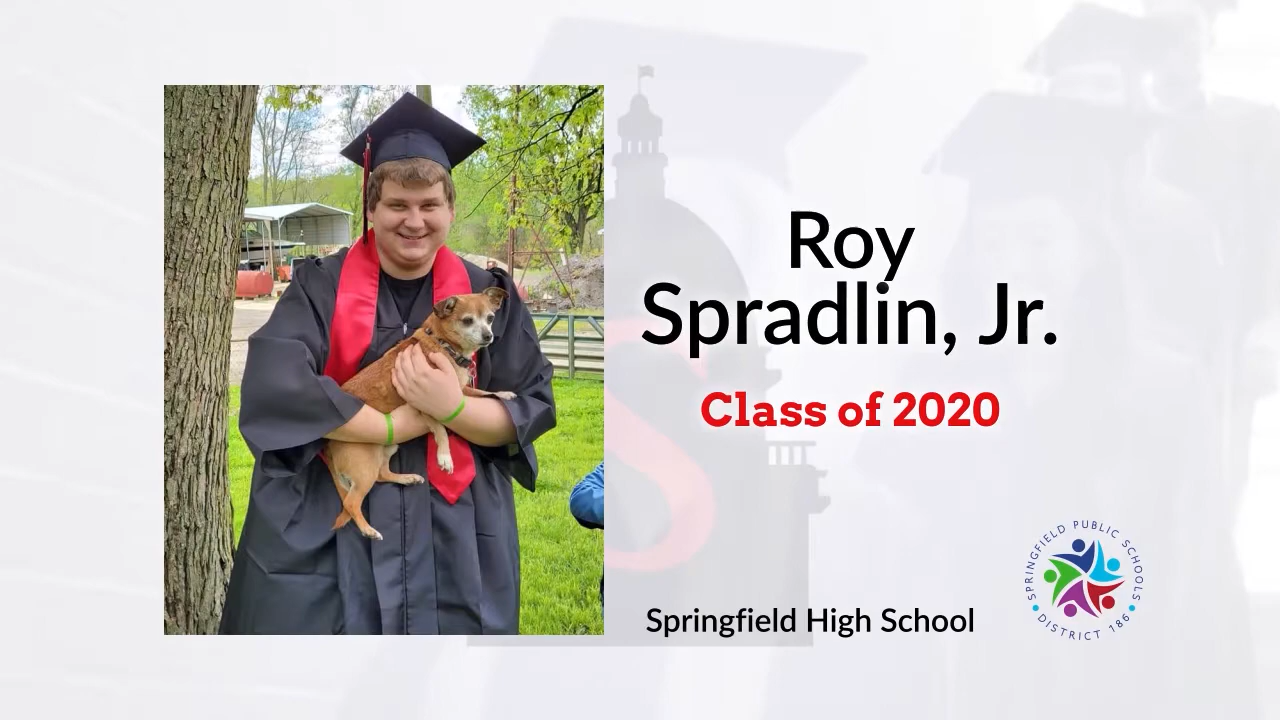 Roy
Spradlin, Jr.
Class of 2020
Springfield High School
SPRINGFIELD PUBLIC SCHOOLS
DISTRICT 186